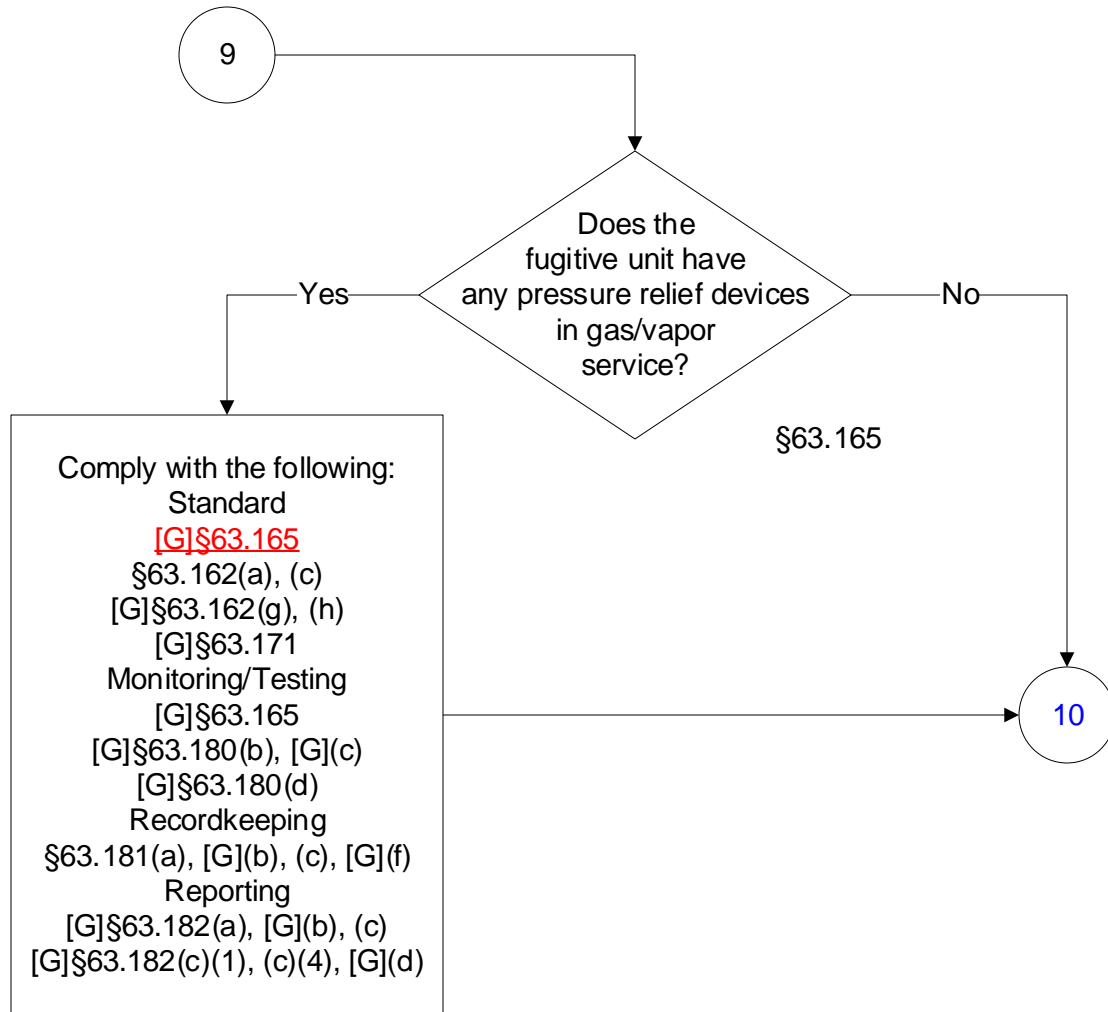 9
Does the
fugitive unit have
any pressure relief devices
in gas/vapor
service?
Yes
No
§63.165
Comply with the following:
Standard
[G]§63.165
§63.162(a), (c)
[G]§63.162(g), (h)
[G]§63.171
Monitoring/Testing
[G]§63.165
[G]§63.180(b), [G](c)
[G]§63.180(d)
Recordkeeping
§63.181(a), [G](b), (c), [G](f)
Reporting
[G]§63.182(a), [G](b), (c)
[G]§63.182(c)(1), (c)(4), [G](d)
10